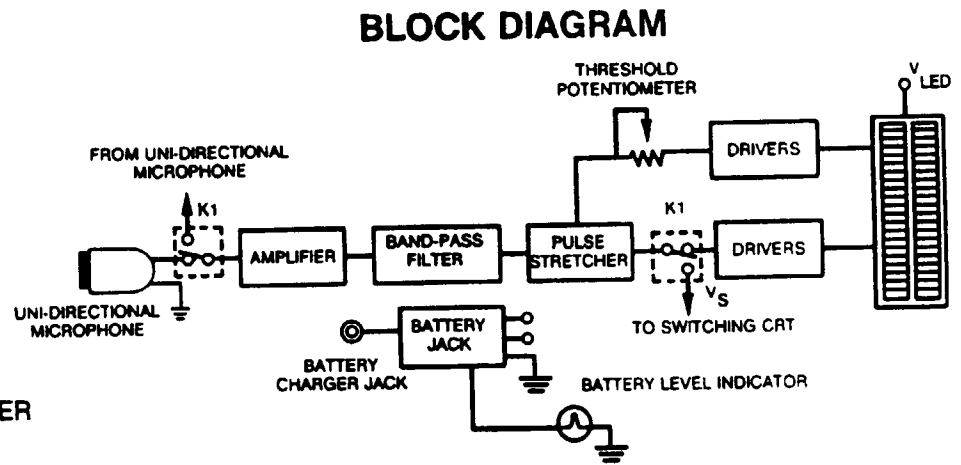 BLOCK DIAGRAM
THRESHOLD
POTENTIOMETER
V
LED
DRIVERS
FROM UNI-DIRECTIONAL
MICROPHONE
K1
K1
AMPLIFIER
BAND-PASS
FILTER
PULSE
STRETCHER
DRIVERS
UNI-DIRECTIONAL
MICROPHONE
VS
TO SWITCHING CRT
BATTERY
JACK
BATTERY
CHARGER JACK
BATTERY LEVEL INDICATOR
ER